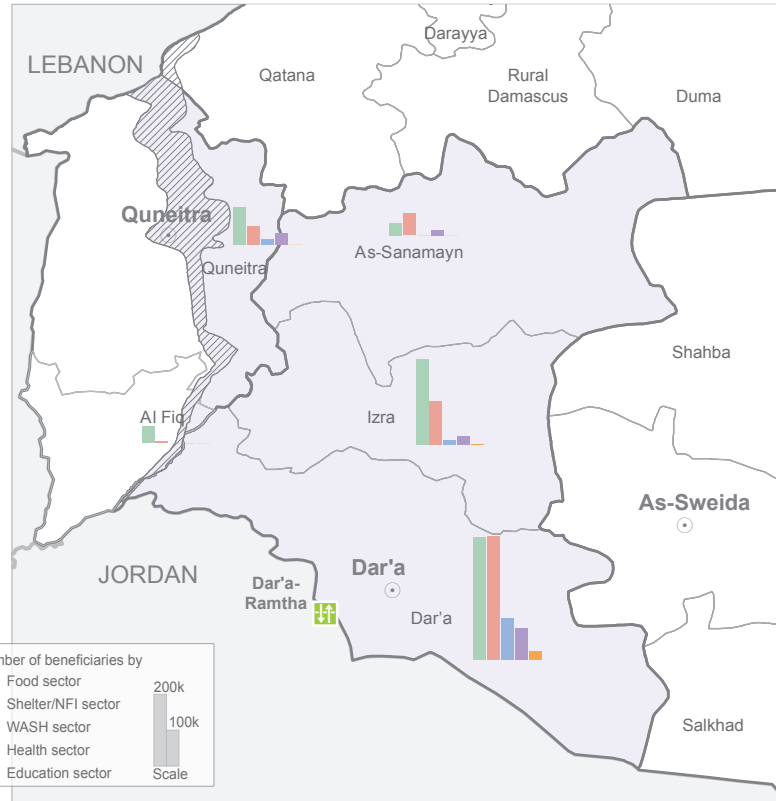 Darayya
LEBANON
Qatana
Rural
Damascus
Duma
Quneitra
Quneitra
As-Sanamayn
Shahba
Al Fiq
Izra
As-Sweida
JORDAN
Dar'a
Dar'a-
Ramtha
Dar'a
Salkhad
mber of beneficiaries by
Food sector
Shelter/NFI sector
WASH sector
Health sector
Education sector
200k
100k
Scale